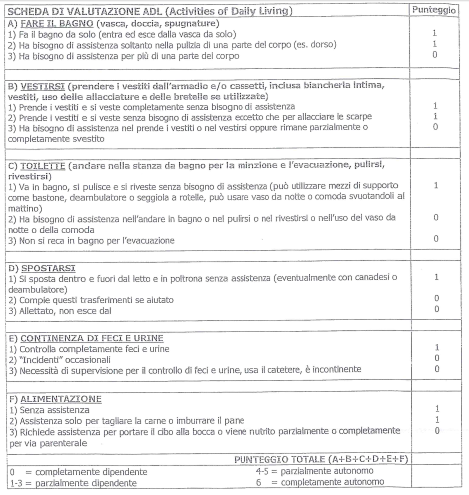 SCHEDA DI VALUTAZIONE ADL (Activities of Daily Living) Punteggio
A) FARE IL BAGNO (vasca, doccia, spugnature)
1) Fa il bagno da solo (entra ed esce dalla vasca da solo) 1
2) Ha bisogno di assistenza soltanto nella pulizia di una parte del corpo (es. dorso) 1
3) Ha bisogno di assistenza per più di una parte del corpo 0
B) VESTIRSI (prendere i vestiti dall'armadio e/o cassetti, inclusa biancheria intima,
vestiti, uso delle allacciature e delle bretelle se utilizzate)
1) Prende i vestiti e si veste completamente senza bisogno di assistenza 1
2) Prende i vestiti e si veste senza bisogno di assistenza eccetto che per allacciare le scarpe 1
3) Ha bisogno di assistenza nel prende i vestiti o nel vestirsi oppure rimane parzialmente o 0
completamente svestito
C) TOILETTE (andare nella stanza da bagno per la minzione e l'evacuazione, pulirsi,
rivestirsi)
1) Va in bagno, si pulisce e si riveste senza bisogno di assistenza (può utilizzare mezzi di supporto 1
come bastone, deambulatore o seggiola a rotelle, può usare vaso da notte o comoda svuotandoli al
mattino)
2) Ha bisogno di assistenza nell'andare in bagno o nel pulirsi o nel rivestirsi o nell'uso del vaso da 0
notte o della comoda
3) Non si reca in bagno per l'evacuazione 0
D) SPOSTARSI
1) Si sposta dentro e fuori dal letto e in poltrona senza assistenza (eventualmente con canadesi o 1
deambulatore)
2) Compie questi trasferimenti se aiutato 0
3) Allettato, non esce dal 0
E) CONTINENZA DI FECI E URINE
1) Controlla completamente feci e urine 1
2) "Incidenti" occasionali 0
3) Necessità di supervisione per il controllo di feci e urine, usa il catetere, è incontinente 0
F) ALIMENTAZIONE
1) Senza assistenza 1
2) Assistenza solo per tagliare la carne o imburrare il pane 1
3) Richiede assistenza per portare il cibo alla bocca o viene nutrito parzialmente o completamente 0
per via parenterale
PUNTEGGIO TOTALE (A+B+C+D+E+F)
0 = completamente dipendente 4-5 = parzialmente autonomo
1-3 = parzialmente dipendente 6 = completamente autonomo